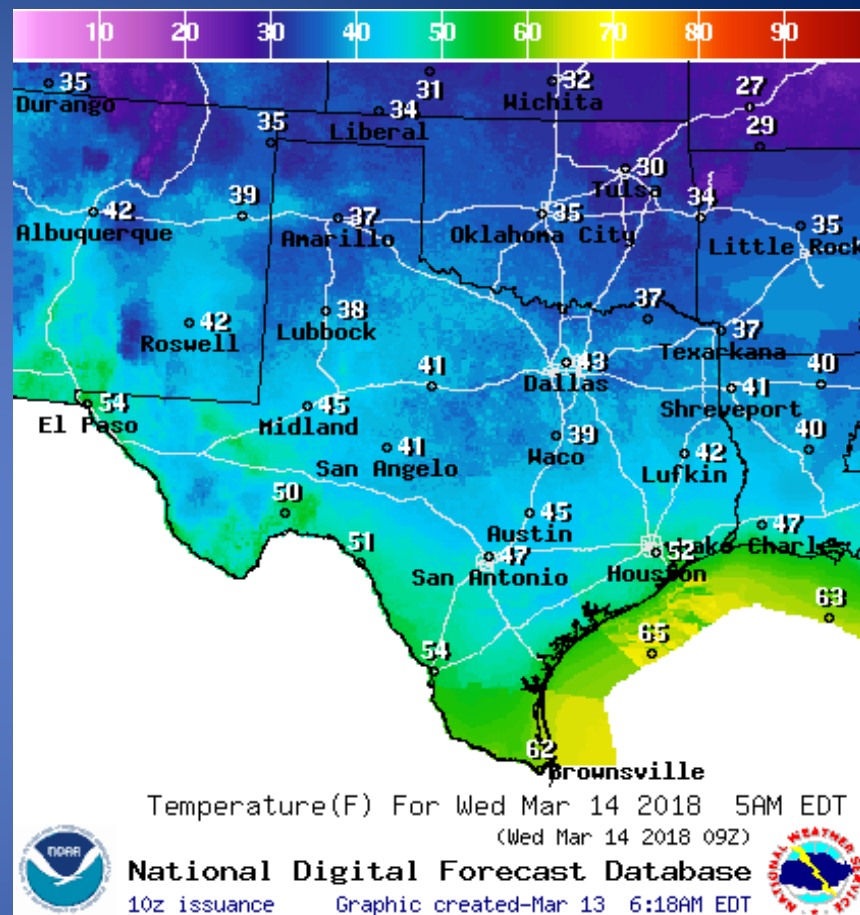 10 20 30 40 50 60 70 80 90
35 31 32 27
Durango 34 Wichita
Liberal
35 29
30
Tulsa
42 39 37 35 34 35
Albuquerque Amarillo Oklahoma City Little Rock
42 38 37 37
Roswell Lubbock Texarkana
43
Dallas
54 45 41 41 40
El Paso Midland Shreveport
41 39 42 40
San Angelo Waco Lufkin
50 45 47
Austin
51 47 52 Lake Charles
San Antonio Houston
63
54 65
62
Brownsville
Temperature(F) For Wed Mar 14 2018 5AM EDT
(Wed Mar 14 2018 09Z)
National Digital Forecast Database
10z issuance Graphic created-Mar 13 6:18AM EDT
NOAA
NATIONAL WEATHER SERVICE